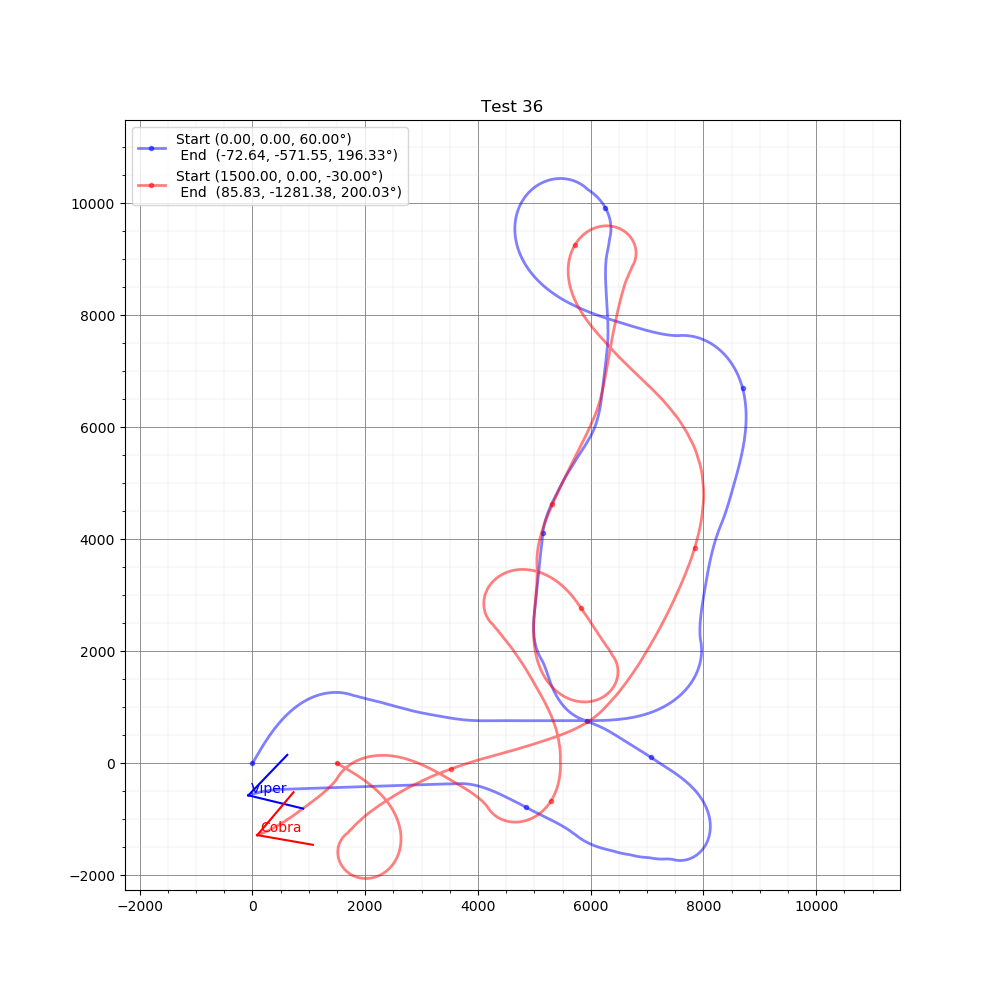 Test 36
Start (0.00, 0.00, 60.00°)
End  (-72.64, -571.55, 196.33°)
Start (1500.00, 0.00, -30.00°)
End  (85.83, -1281.38, 200.03°)
10000
8000
6000
4000
2000
0
−2000
Viper
Cobra
−2000 0 2000 4000 6000 8000 10000